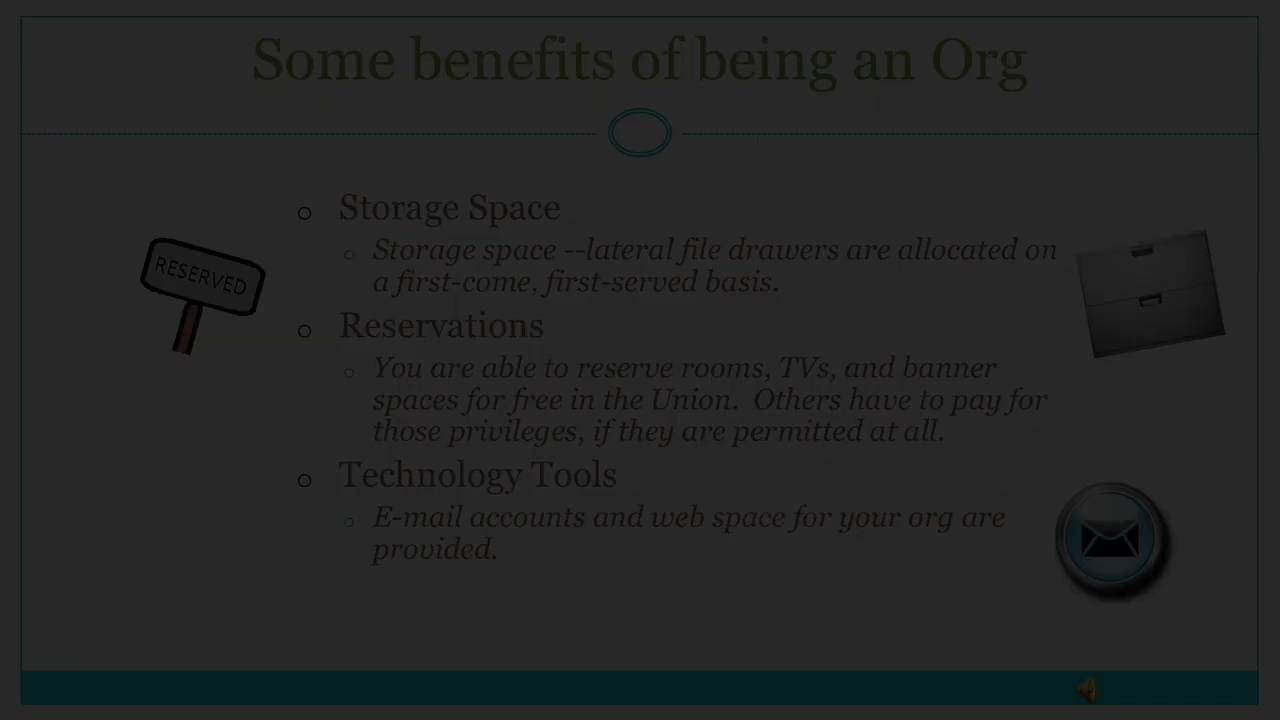 Some benefits of being an Org
Storage Space
Storage space --lateral file drawers are allocated on
a first-come, first-served basis.
RESERVED
Reservations
You are able to reserve rooms, TVs, and banner
spaces for free in the Union.  Others have to pay for
those privileges, if they are permitted at all.
Technology Tools
E-mail accounts and web space for your org are
provided.